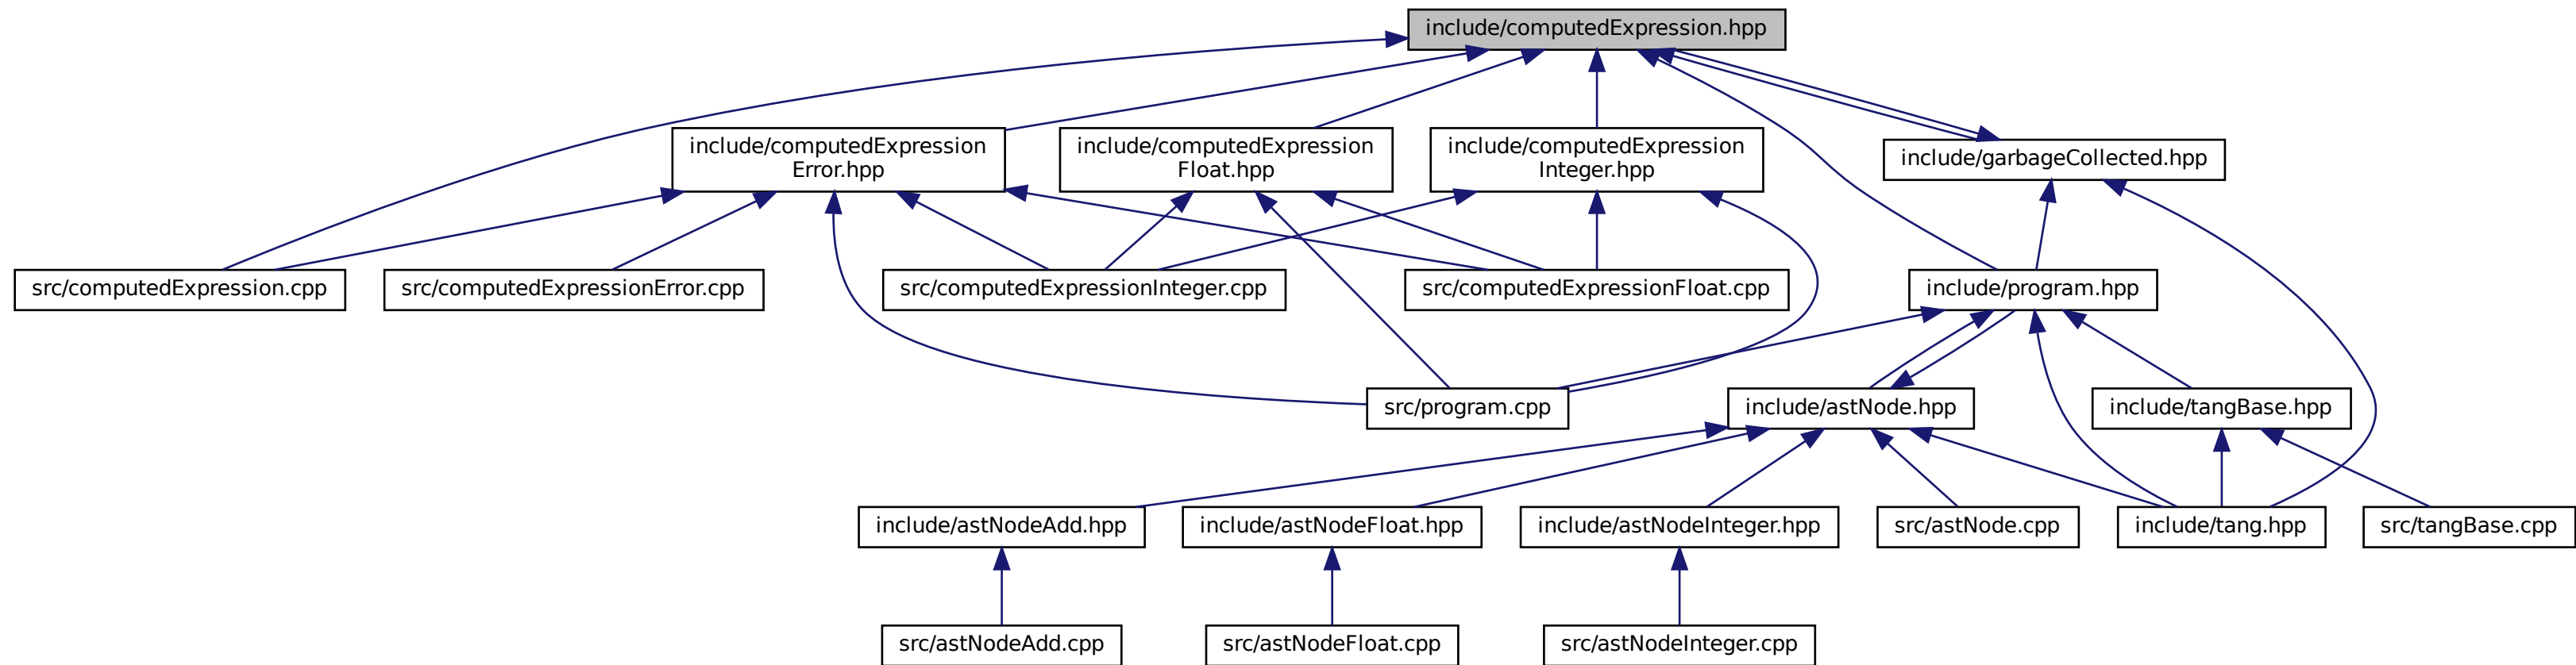 include/computedExpression.hpp
include/computedExpression
Error.hpp
include/computedExpression
Float.hpp
include/computedExpression
Integer.hpp
include/garbageCollected.hpp
src/computedExpression.cpp
src/computedExpressionError.cpp
src/computedExpressionInteger.cpp
src/computedExpressionFloat.cpp
include/program.hpp
src/program.cpp
include/astNode.hpp
include/tangBase.hpp
include/astNodeAdd.hpp
include/astNodeFloat.hpp
include/astNodeInteger.hpp
src/astNode.cpp
include/tang.hpp
src/tangBase.cpp
src/astNodeAdd.cpp
src/astNodeFloat.cpp
src/astNodeInteger.cpp